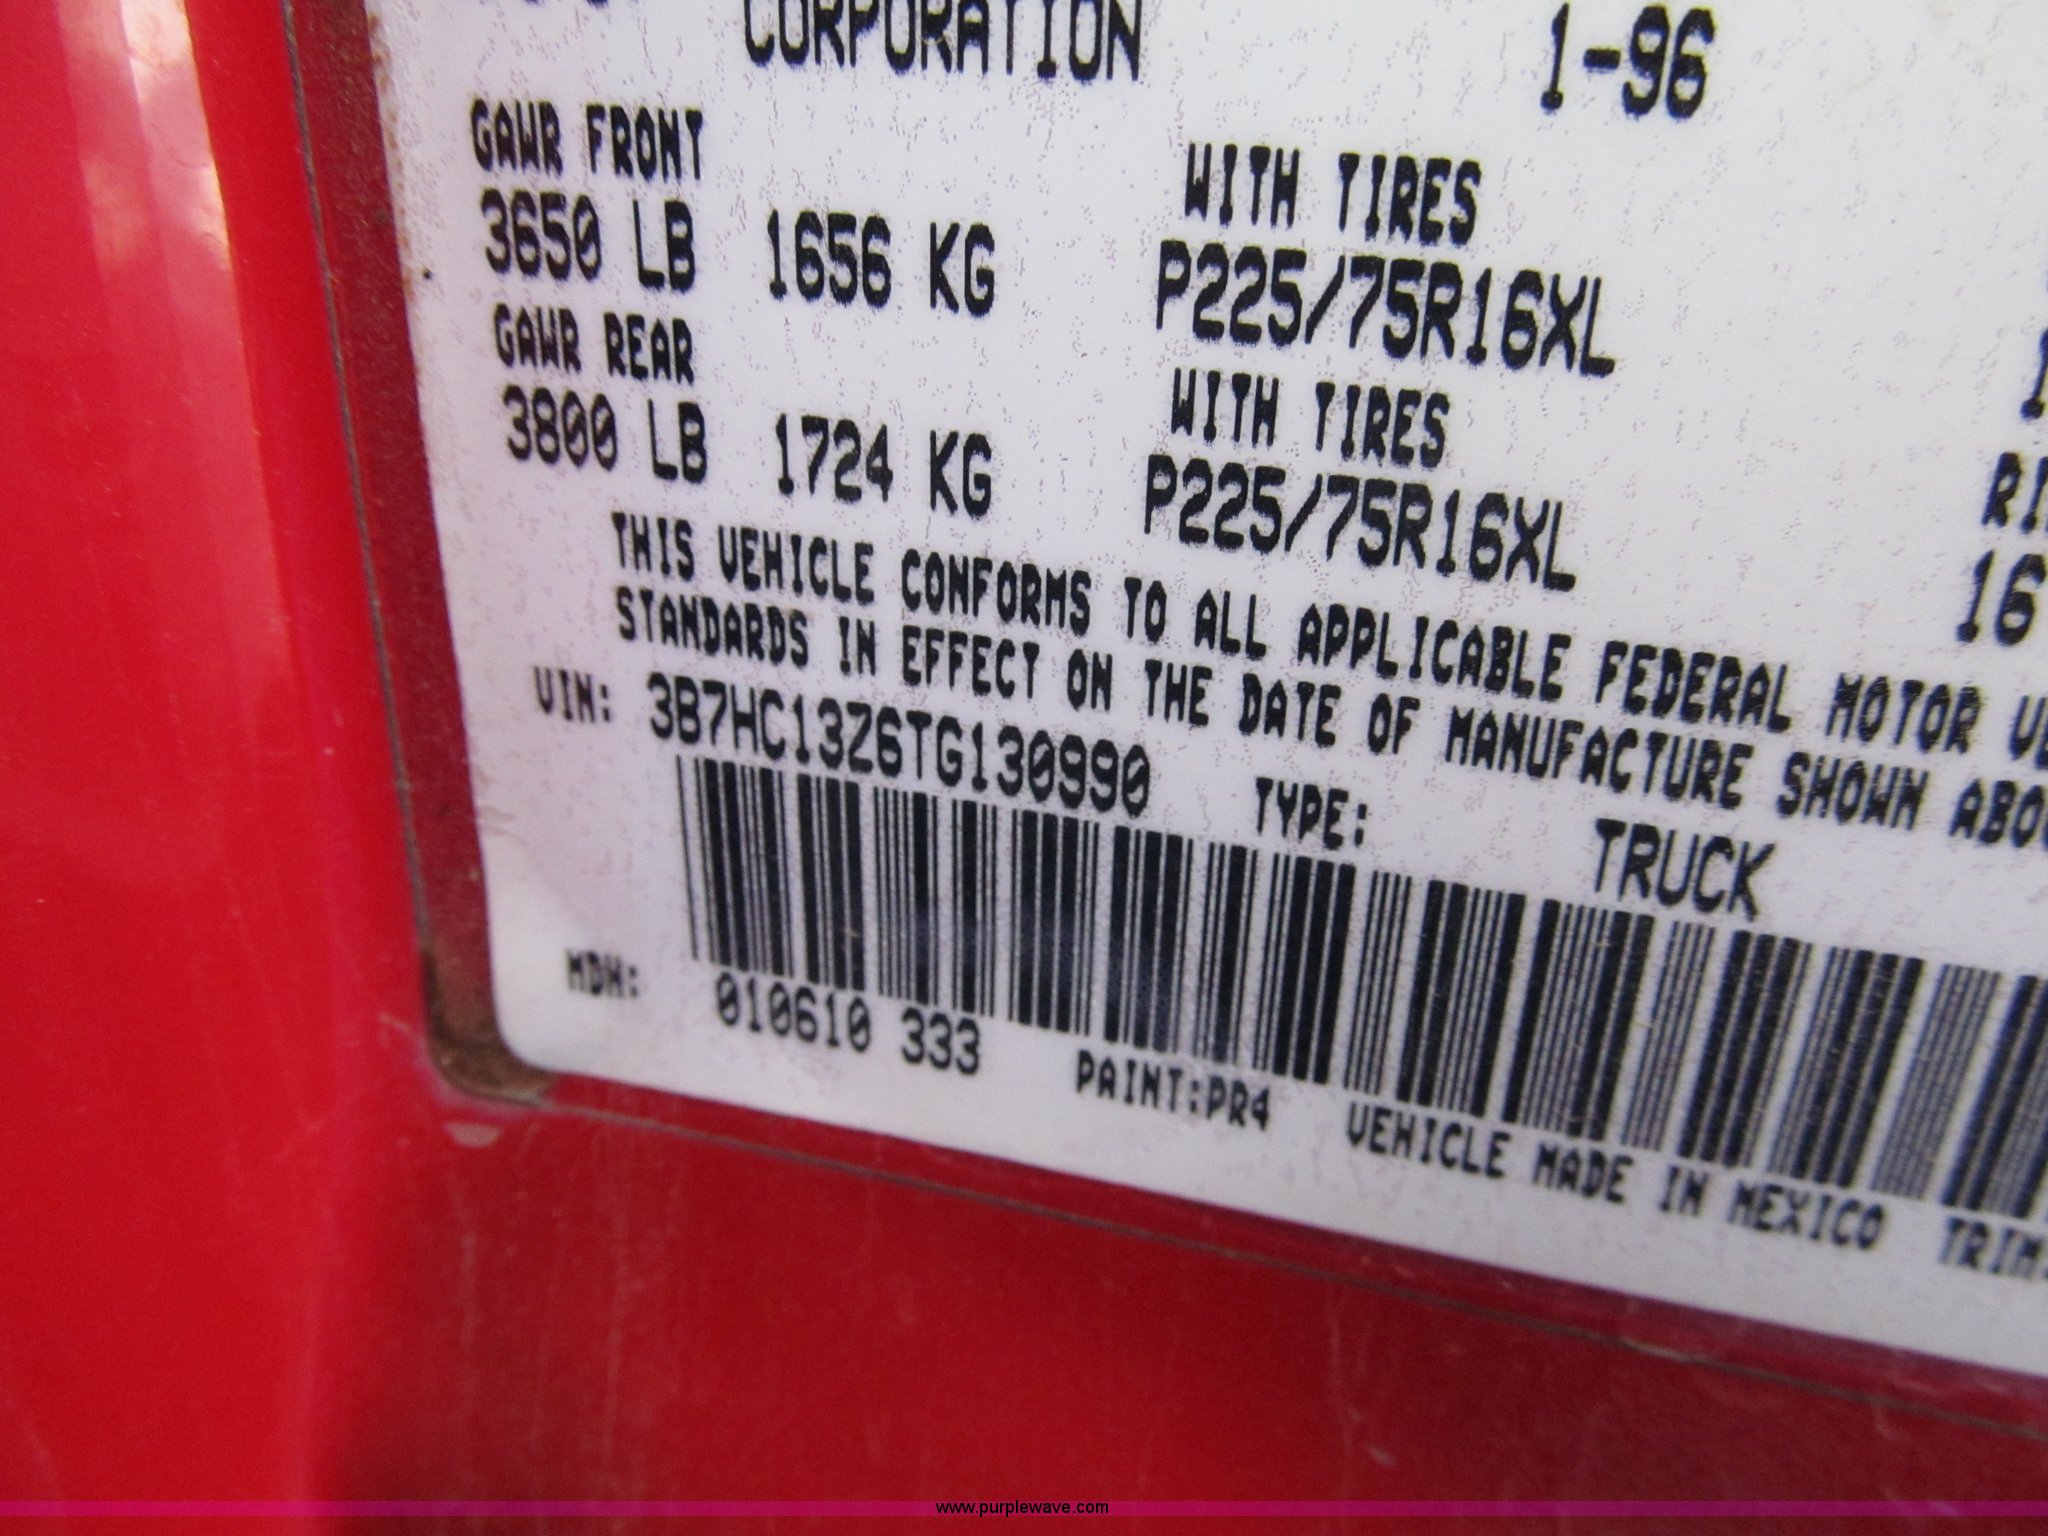 CORPORATION 1-96
GAWR FRONT WITH TIRES
3650 LB 1656 KG P225/75R16XL
GAWR REAR WITH TIRES
3800 LB 1724 KG P225/75R16XL 16
THIS VEHICLE CONFORMS TO ALL APPLICABLE FEDERAL MOTOR
STANDARDS IN EFFECT ON THE DATE OF MANUFACTURE SHOWN
VIN: 3B7HC13Z6TG130990 TYPE: TRUCK
MDH: 010610 333 PAINT:PR4 VEHICLE MADE IN MEXICO TRIM:
www.purplewave.com